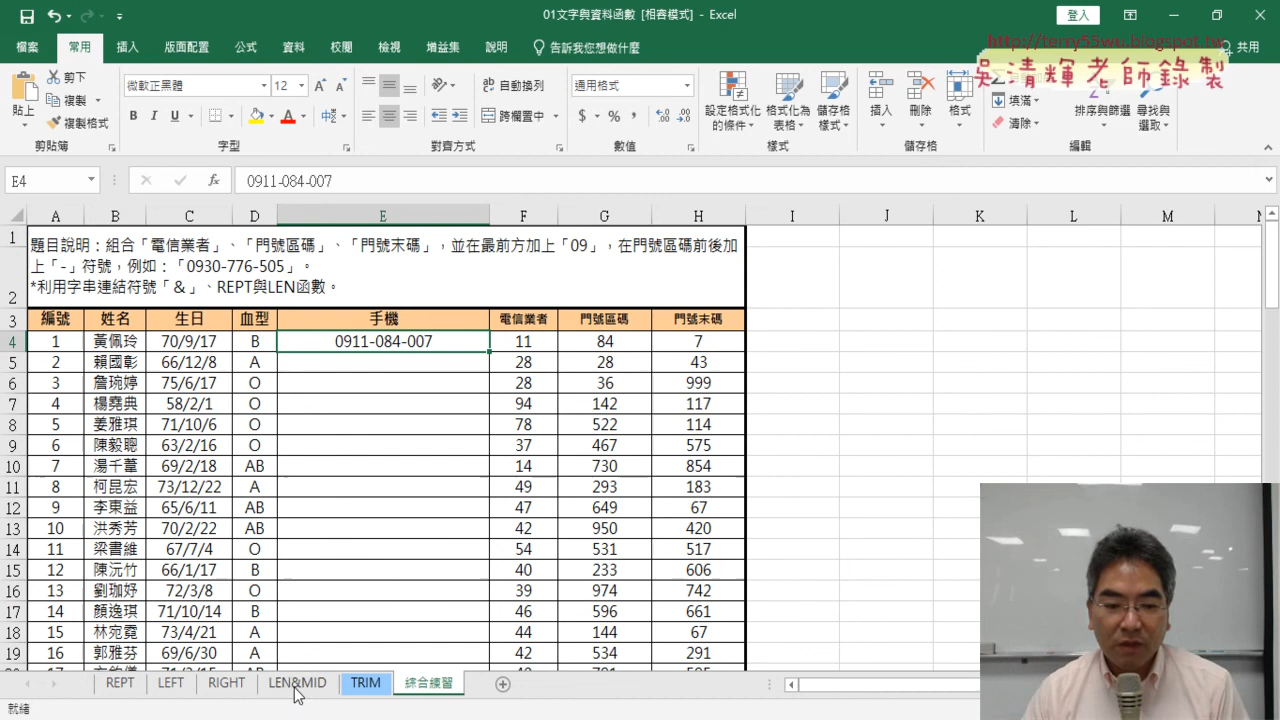 01文字與資料函數 [相容模式] - Excel
登入
http://terry55wu.blogspot.tw
吳清輝老師錄製
檔案 常用 插入 版面配置 公式 資料 校閱 檢視 增益集 說明 告訴我您想做什麼 共用
貼上 剪下 複製 複製格式 剪貼簿
微軟正黑體 12 B I U 字型
自動換列 跨欄置中 對齊方式
通用格式 $ % 數值
設定格式化的條件 格式化為表格 儲存格樣式 樣式
插入 刪除 格式 儲存格
填滿 清除 排序與篩選 尋找與選取 編輯
E4 fx 0911-084-007
A B C D E F G H I J K L M N
1 題目說明：組合「電信業者」、「門號區碼」、「門號末碼」，並在最前方加上「09」，在門號區碼前後加
上「-」符號，例如：「0930-776-505」。
2 *利用字串連結符號「&」、REPT與LEN函數。
3 編號 姓名 生日 血型 手機 電信業者 門號區碼 門號末碼
4 1 黃佩玲 70/9/17 B 0911-084-007 11 84 7
5 2 賴國彰 66/12/8 A 28 28 43
6 3 詹琬婷 75/6/17 O 28 36 999
7 4 楊堯典 58/2/1 O 94 142 117
8 5 姜雅琪 71/10/6 O 78 522 114
9 6 陳毅聰 63/2/16 O 37 467 575
10 7 湯千葦 69/2/18 AB 14 730 854
11 8 柯昆宏 73/12/22 A 49 293 183
12 9 李東益 65/6/11 AB 47 649 67
13 10 洪秀芳 70/2/22 AB 42 950 420
14 11 梁書維 67/7/4 O 54 531 517
15 12 陳沅竹 66/1/17 B 40 233 606
16 13 劉珈妤 72/3/8 O 39 974 742
17 14 顏逸琪 71/10/14 B 46 596 661
18 15 林宛霓 73/4/21 A 44 144 67
19 16 郭雅芬 69/6/30 A 42 534 291
REPT LEFT RIGHT LEN&MID TRIM 綜合練習
就緒